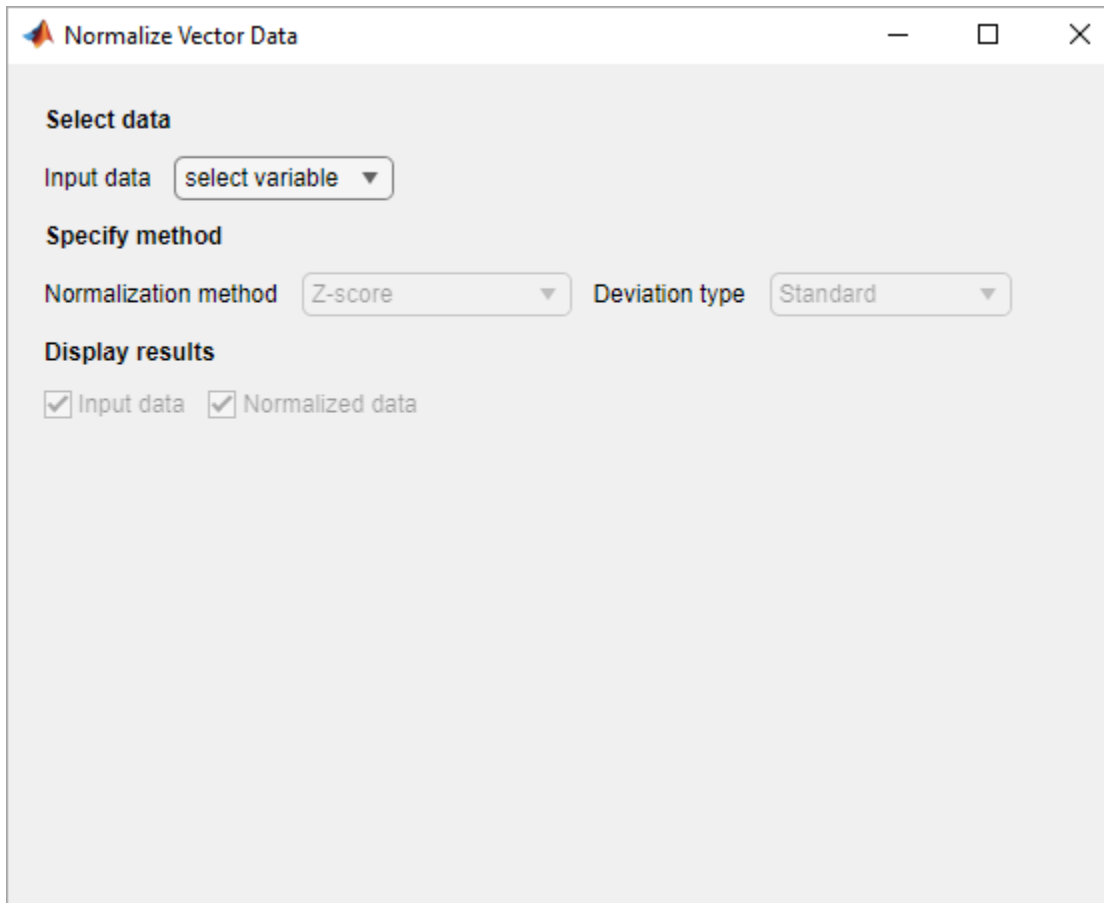 Normalize Vector Data
Select data
Input data select variable
Specify method
Normalization method Z-score Deviation type Standard
Display results
Input data Normalized data